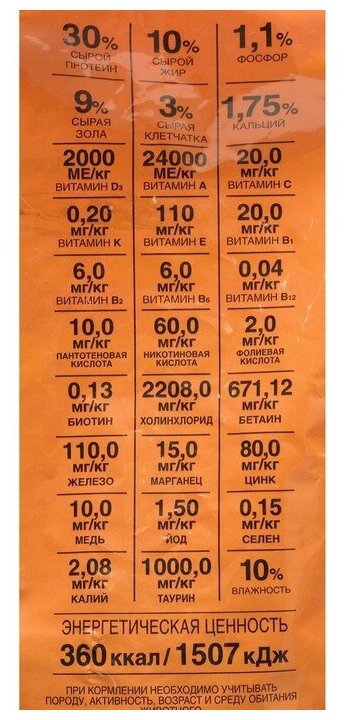 30% 10% 1,1%
СЫРОЙ СЫРОЙ ФОСФОР
ПРОТЕИН ЖИР
9% 3% 1,75%
СЫРАЯ СЫРАЯ КАЛЬЦИЙ
ЗОЛА КЛЕТЧАТКА
2000 24000 20,0
МЕ/КГ МЕ/КГ МГ/КГ
ВИТАМИН D3 ВИТАМИН А ВИТАМИН С
0,20 110 20,0
МГ/КГ МГ/КГ МГ/КГ
ВИТАМИН К ВИТАМИН Е ВИТАМИН В1
6,0 6,0 0,04
МГ/КГ МГ/КГ МГ/КГ
ВИТАМИН В2 ВИТАМИН В6 ВИТАМИН В12
10,0 60,0 2,0
МГ/КГ МГ/КГ МГ/КГ
ПАНТОТЕНОВАЯ НИКОТИНОВАЯ ФОЛИЕВАЯ
КИСЛОТА КИСЛОТА КИСЛОТА
0,13 2208,0 671,12
МГ/КГ МГ/КГ МГ/КГ
БИОТИН ХОЛИНХЛОРИД БЕТАИН
110,0 15,0 80,0
МГ/КГ МГ/КГ МГ/КГ
ЖЕЛЕЗО МАРГАНЕЦ ЦИНК
10,0 1,50 0,15
МГ/КГ МГ/КГ МГ/КГ
МЕДЬ ЙОД СЕЛЕН
2,08 1000,0 10%
МГ/КГ МГ/КГ ВЛАЖНОСТЬ
КАЛИЙ ТАУРИН
ЭНЕРГЕТИЧЕСКАЯ ЦЕННОСТЬ
360 ккал / 1507 кДж
ПРИ КОРМЛЕНИИ НЕОБХОДИМО УЧИТЫВАТЬ
ПОРОДУ, АКТИВНОСТЬ, ВОЗРАСТ И СРЕДУ ОБИТАНИЯ
ЖИВОТНОГО